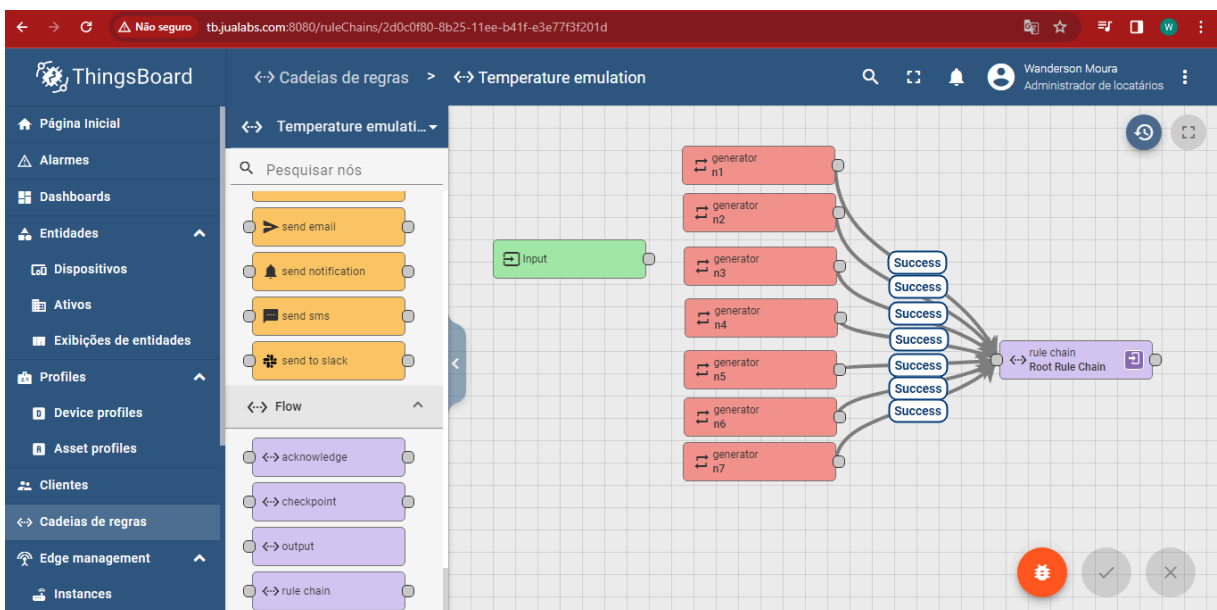 Não seguro
tb.jualabs.com:8080/ruleChains/2d0c0f80-8b25-11ee-b41f-e3e77f3f201d
W
ThingsBoard
Cadeias de regras > Temperature emulation
Wanderson Moura
Administrador de locatários
Página Inicial
Alarmes
Dashboards
Entidades
Dispositivos
Ativos
Exibições de entidades
Profiles
Device profiles
Asset profiles
Clientes
Cadeias de regras
Edge management
Instances
Temperature emulati...
Pesquisar nós
send email
send notification
send sms
send to slack
Flow
acknowledge
checkpoint
output
rule chain
Input
generator
n1
generator
n2
generator
n3
generator
n4
generator
n5
generator
n6
generator
n7
Success
Success
Success
Success
Success
Success
Success
rule chain
Root Rule Chain